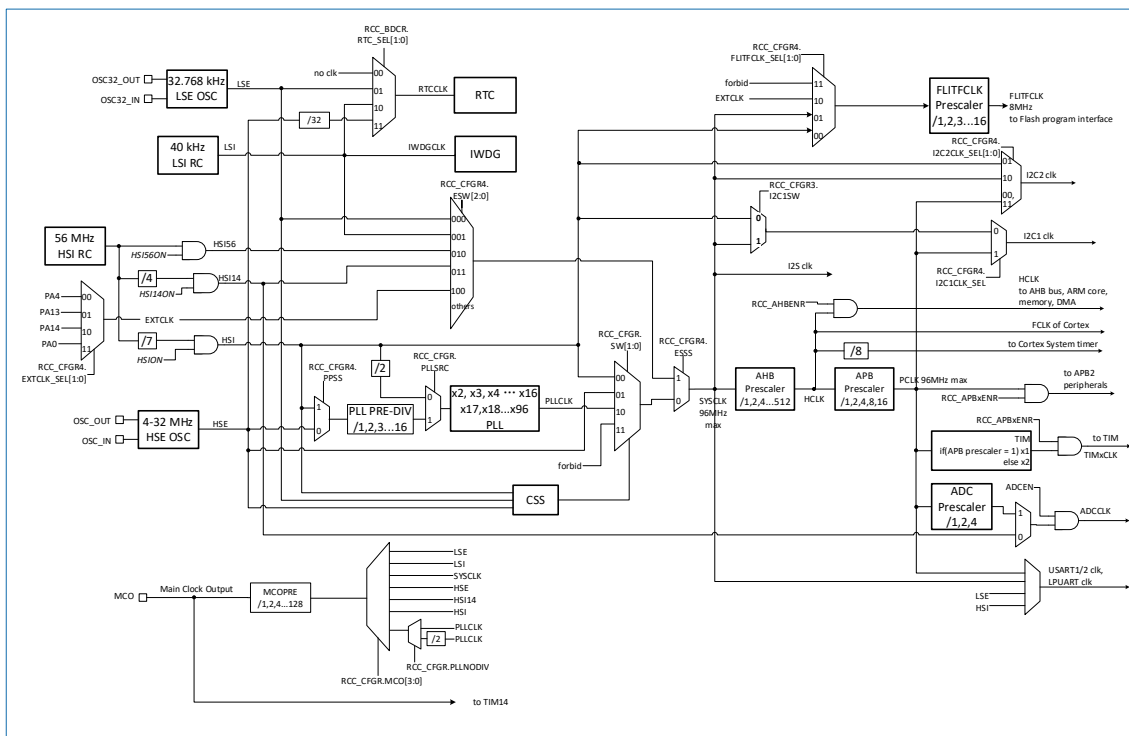 RCC_BDCR.
RTC_SEL[1:0]
OSC32_OUT
OSC32_IN
32.768 kHz
LSE OSC
LSE
no clk
00
01
10
11
/32
RTCCLK
RTC
40 kHz
LSI RC
LSI
IWDGCLK
IWDG
RCC_CFGR4.
ESW[2:0]
000
001
010
011
100
others
56 MHz
HSI RC
HSI56ON
HSI56
/4
HSI14ON
HSI14
PA4
PA13
PA14
PA0
00
01
10
11
EXTCLK
RCC_CFGR4.
EXTCLK_SEL[1:0]
/7
HSION
HSI
OSC_OUT
OSC_IN
4-32 MHz
HSE OSC
HSE
RCC_CFGR4.
PPSS
1
0
PLL PRE-DIV
/1,2,3...16
/2
RCC_CFGR.
PLLSRC
0
1
x2, x3, x4 ⋯ x16
x17,x18...x96
PLL
PLLCLK
RCC_CFGR.
SW[1:0]
00
01
10
11
forbid
CSS
RCC_CFGR4.
ESSS
1
0
SYSCLK
96MHz
max
RCC_CFGR4.
FLITFCLK_SEL[1:0]
forbid
EXTCLK
11
10
01
00
FLITFCLK
Prescaler
/1,2,3...16
FLITFCLK
8MHz
to Flash program interface
RCC_CFGR4.
I2C2CLK_SEL[1:0]
01
10
00,
11
I2C2 clk
RCC_CFGR3.
I2C1SW
0
1
0
1
I2C1 clk
RCC_CFGR4.
I2C1CLK_SEL
I2S clk
RCC_AHBENR
HCLK
to AHB bus, ARM core,
memory, DMA
FCLK of Cortex
/8
to Cortex System timer
AHB
Prescaler
/1,2,4...512
HCLK
APB
Prescaler
/1,2,4,8,16
PCLK 96MHz max
RCC_APBxENR
to APB2
peripherals
RCC_APBxENR
TIM
if(APB prescaler = 1) x1
else x2
to TIM
TIMxCLK
ADC
Prescaler
/1,2,4
ADCEN
1
0
ADCCLK
USART1/2 clk,
LPUART clk
LSE
HSI
MCO
Main Clock Output
MCOPRE
/1,2,4...128
LSE
LSI
SYSCLK
HSE
HSI14
HSI
PLLCLK
/2
PLLCLK
RCC_CFGR.PLLNODIV
RCC_CFGR.MCO[3:0]
to TIM14